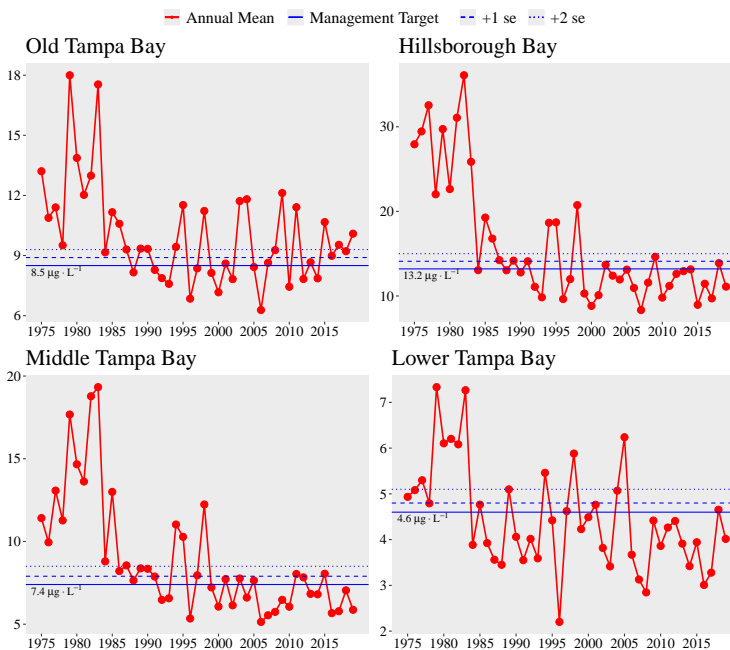 Annual Mean Management Target +1 se +2 se
Old Tampa Bay
18
15
12
9
6
8.5 μg · L⁻¹
1975 1980 1985 1990 1995 2000 2005 2010 2015
Hillsborough Bay
30
20
10
13.2 μg · L⁻¹
1975 1980 1985 1990 1995 2000 2005 2010 2015
Middle Tampa Bay
20
15
10
5
7.4 μg · L⁻¹
1975 1980 1985 1990 1995 2000 2005 2010 2015
Lower Tampa Bay
7
6
5
4
3
2
4.6 μg · L⁻¹
1975 1980 1985 1990 1995 2000 2005 2010 2015